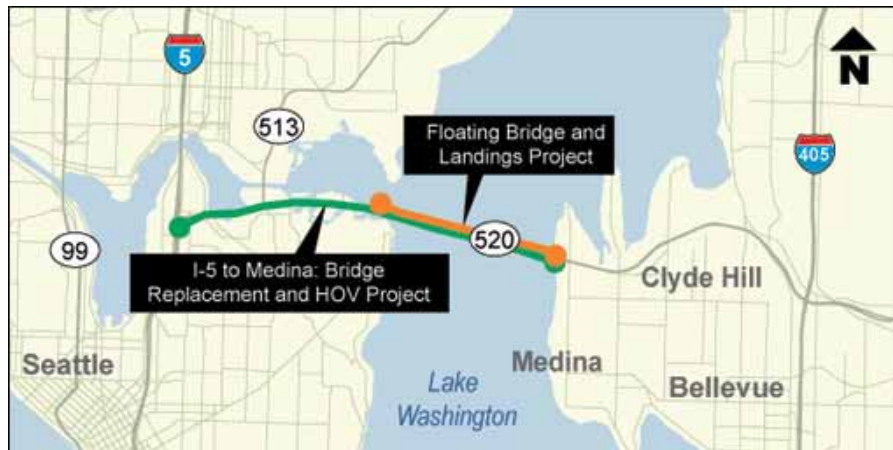 5
N
513
Floating Bridge and
Landings Project
405
99
520
I-5 to Medina: Bridge
Replacement and HOV Project
Clyde Hill
Seattle
Medina
Lake
Washington
Bellevue